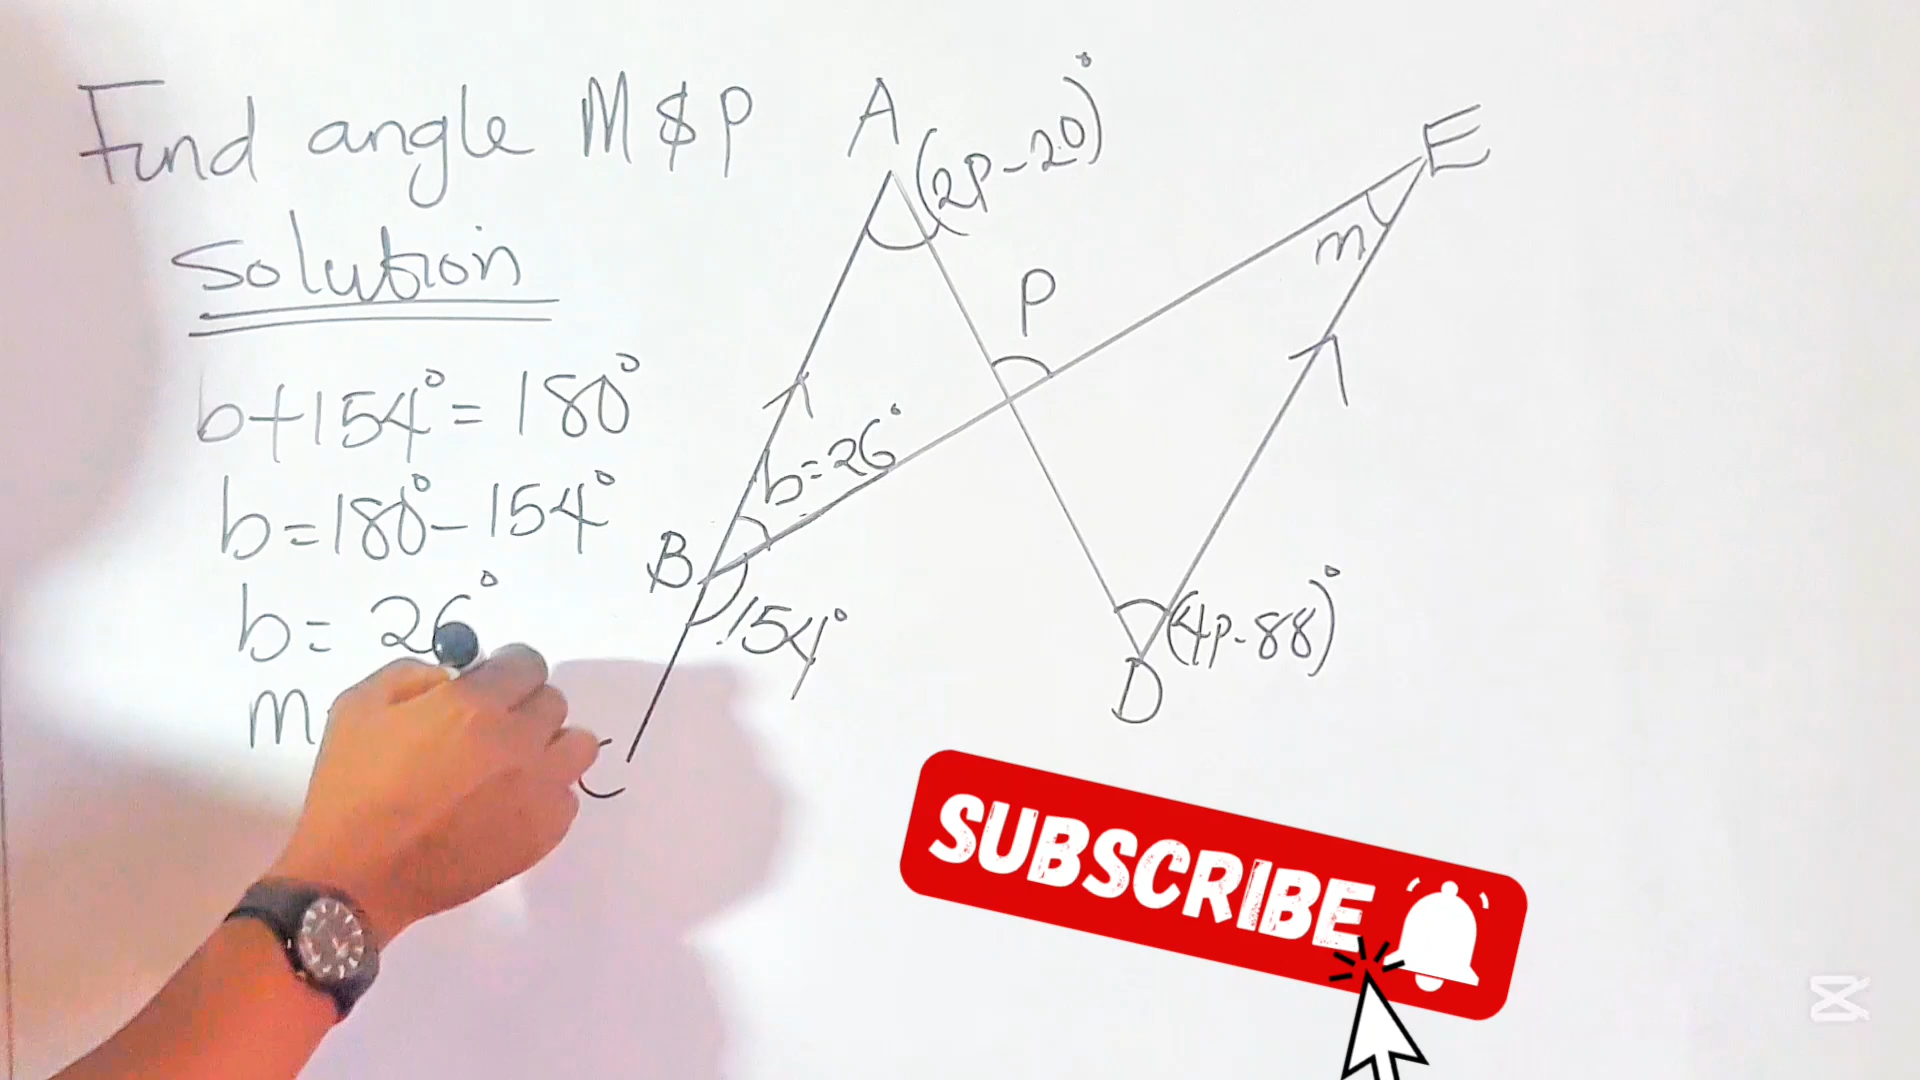 Find angle M & P
Solution
b+154°=180°
b=180°-154°
b= 26°
m
A
(2p-20)°
E
m
P
b=26°
B
154°
(4p-88)°
D
C
SUBSCRIBE